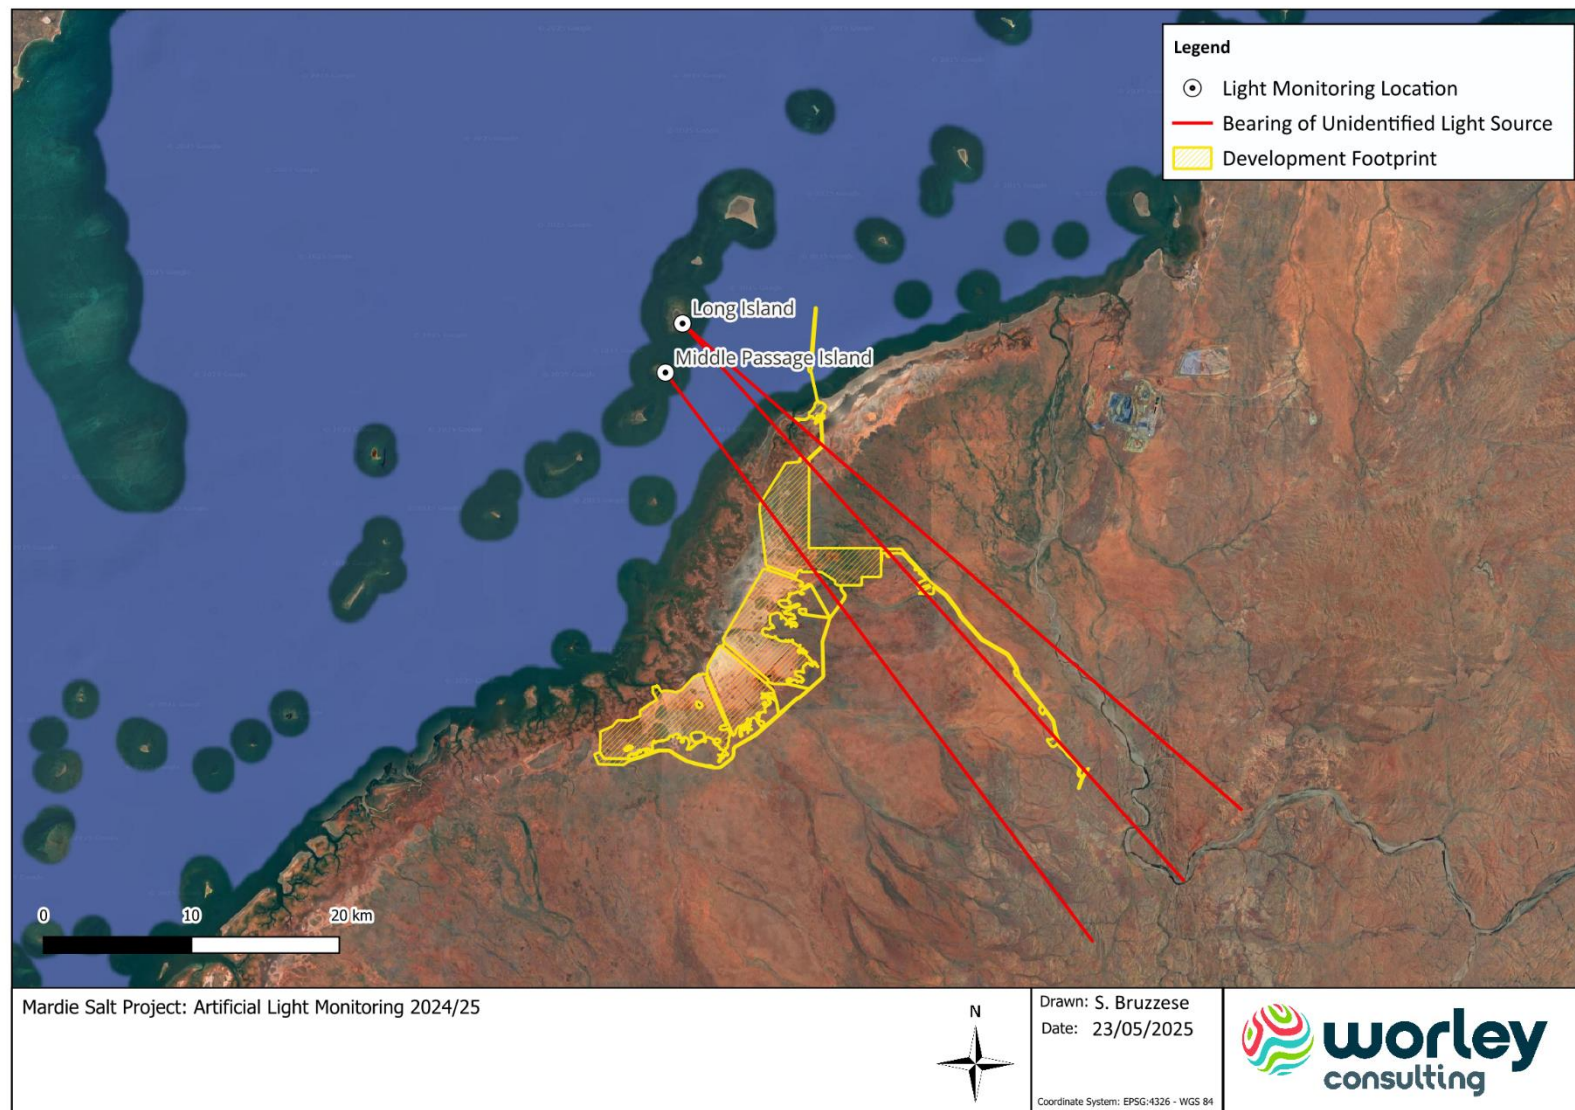 Legend
Light Monitoring Location
Bearing of Unidentified Light Source
Development Footprint
Long Island
Middle Passage Island
0 10 20 km
Mardie Salt Project: Artificial Light Monitoring 2024/25
N
Drawn: S. Bruzzese
Date: 23/05/2025
Coordinate System: EPSG:4326 - WGS 84
worley
consulting